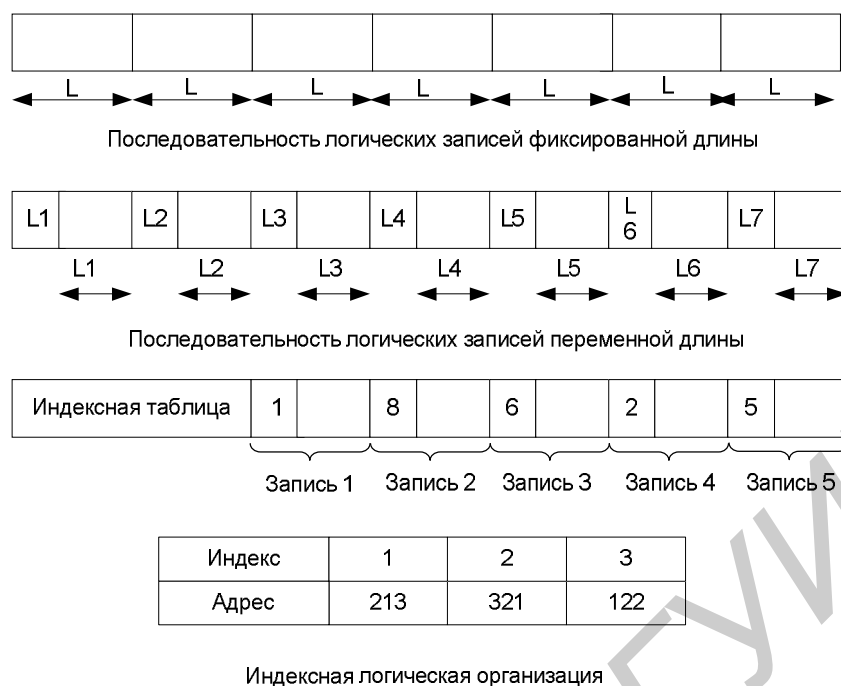 L L L L L L L
Последовательность логических записей фиксированной длины
L1 L2 L3 L4 L5 L 6 L7
L1 L2 L3 L4 L5 L6 L7
Последовательность логических записей переменной длины
Индексная таблица 1 8 6 2 5
Запись 1 Запись 2 Запись 3 Запись 4 Запись 5
Индекс 1 2 3
Адрес 213 321 122
Индексная логическая организация